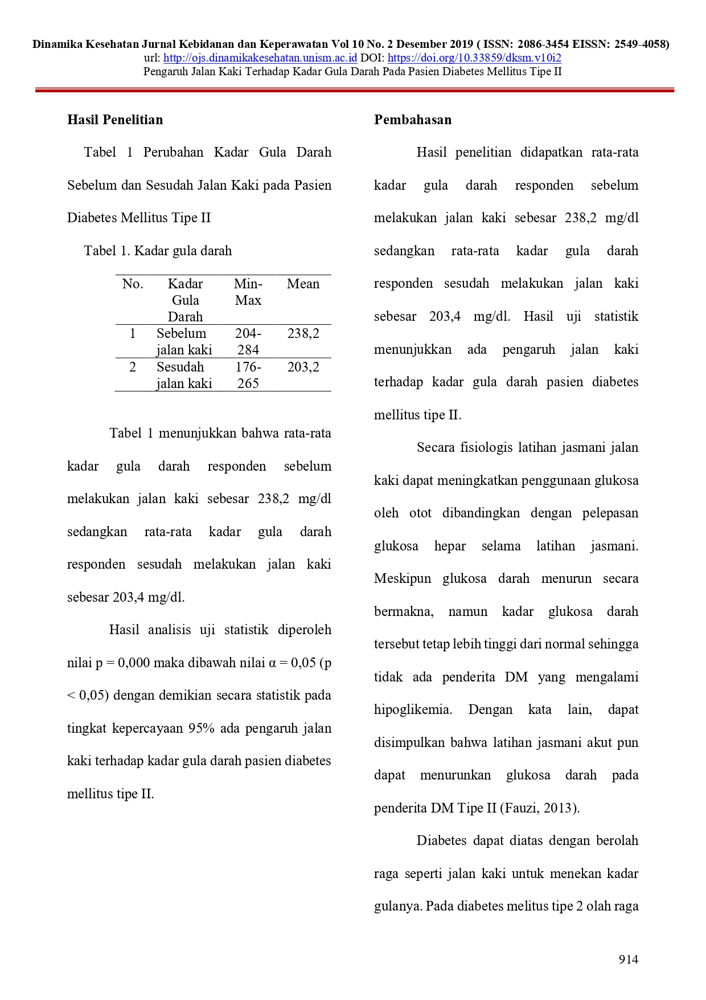 Dinamika Kesehatan Jurnal Kebidanan dan Keperawatan Vol 10 No. 2 Desember 2019 ( ISSN: 2086-3454 EISSN: 2549-4058)
url: http://ojs.dinamikakesehatan.unism.ac.id DOI: https://doi.org/10.33859/dksm.v10i2
Pengaruh Jalan Kaki Terhadap Kadar Gula Darah Pada Pasien Diabetes Mellitus Tipe II
Hasil Penelitian
Tabel 1 Perubahan Kadar Gula Darah
Sebelum dan Sesudah Jalan Kaki pada Pasien
Diabetes Mellitus Tipe II
Tabel 1. Kadar gula darah
No. Kadar Min- Mean
Gula Max
Darah
1 Sebelum 204- 238,2
jalan kaki 284
2 Sesudah 176- 203,2
jalan kaki 265
Tabel 1 menunjukkan bahwa rata-rata
kadar gula darah responden sebelum
melakukan jalan kaki sebesar 238,2 mg/dl
sedangkan rata-rata kadar gula darah
responden sesudah melakukan jalan kaki
sebesar 203,4 mg/dl.
Hasil analisis uji statistik diperoleh
nilai p = 0,000 maka dibawah nilai α = 0,05 (p
< 0,05) dengan demikian secara statistik pada
tingkat kepercayaan 95% ada pengaruh jalan
kaki terhadap kadar gula darah pasien diabetes
mellitus tipe II.
Pembahasan
Hasil penelitian didapatkan rata-rata
kadar gula darah responden sebelum
melakukan jalan kaki sebesar 238,2 mg/dl
sedangkan rata-rata kadar gula darah
responden sesudah melakukan jalan kaki
sebesar 203,4 mg/dl. Hasil uji statistik
menunjukkan ada pengaruh jalan kaki
terhadap kadar gula darah pasien diabetes
mellitus tipe II.
Secara fisiologis latihan jasmani jalan
kaki dapat meningkatkan penggunaan glukosa
oleh otot dibandingkan dengan pelepasan
glukosa hepar selama latihan jasmani.
Meskipun glukosa darah menurun secara
bermakna, namun kadar glukosa darah
tersebut tetap lebih tinggi dari normal sehingga
tidak ada penderita DM yang mengalami
hipoglikemia. Dengan kata lain, dapat
disimpulkan bahwa latihan jasmani akut pun
dapat menurunkan glukosa darah pada
penderita DM Tipe II (Fauzi, 2013).
Diabetes dapat diatas dengan berolah
raga seperti jalan kaki untuk menekan kadar
gulanya. Pada diabetes melitus tipe 2 olah raga
914